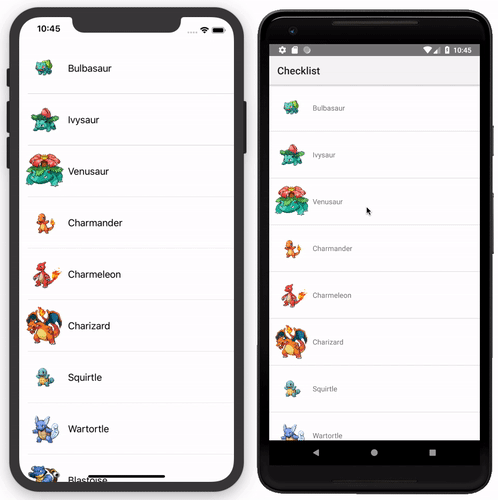 10:45
Bulbasaur
Ivysaur
Venusaur
Charmander
Charmeleon
Charizard
Squirtle
Wartortle
Blastoise
10:45
Checklist
Bulbasaur
Ivysaur
Venusaur
Charmander
Charmeleon
Charizard
Squirtle
Wartortle